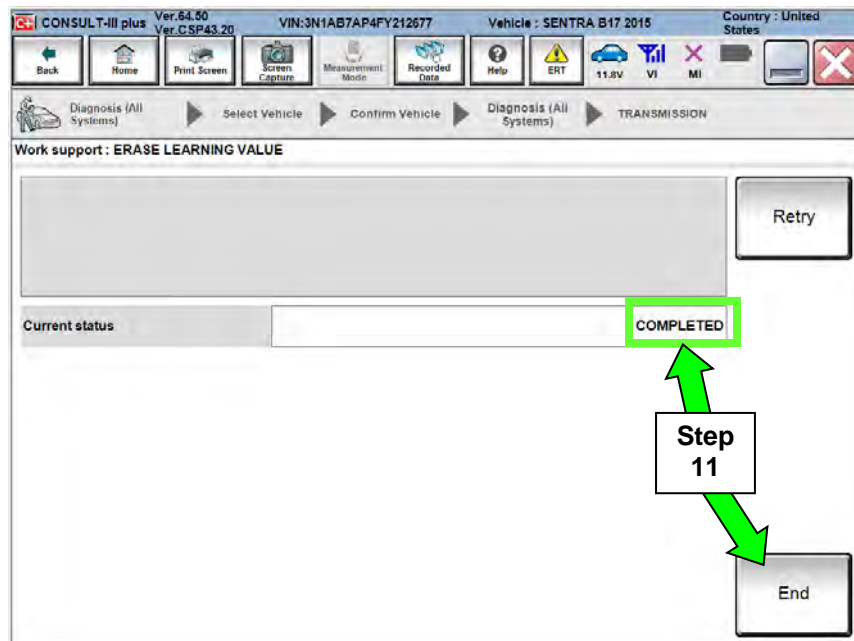 CONSULT-III plus Ver.64.50 Ver.CSP43.20 VIN:3N1AB7AP4FY212677 Vehicle : SENTRA B17 2015 Country : United States
Back Home Print Screen Screen Capture Measurement Mode Recorded Data Help ERT 11.8V VI MI
Diagnosis (All Systems) Select Vehicle Confirm Vehicle Diagnosis (All Systems) TRANSMISSION
Work support : ERASE LEARNING VALUE
Retry
Current status COMPLETED
Step
11
End